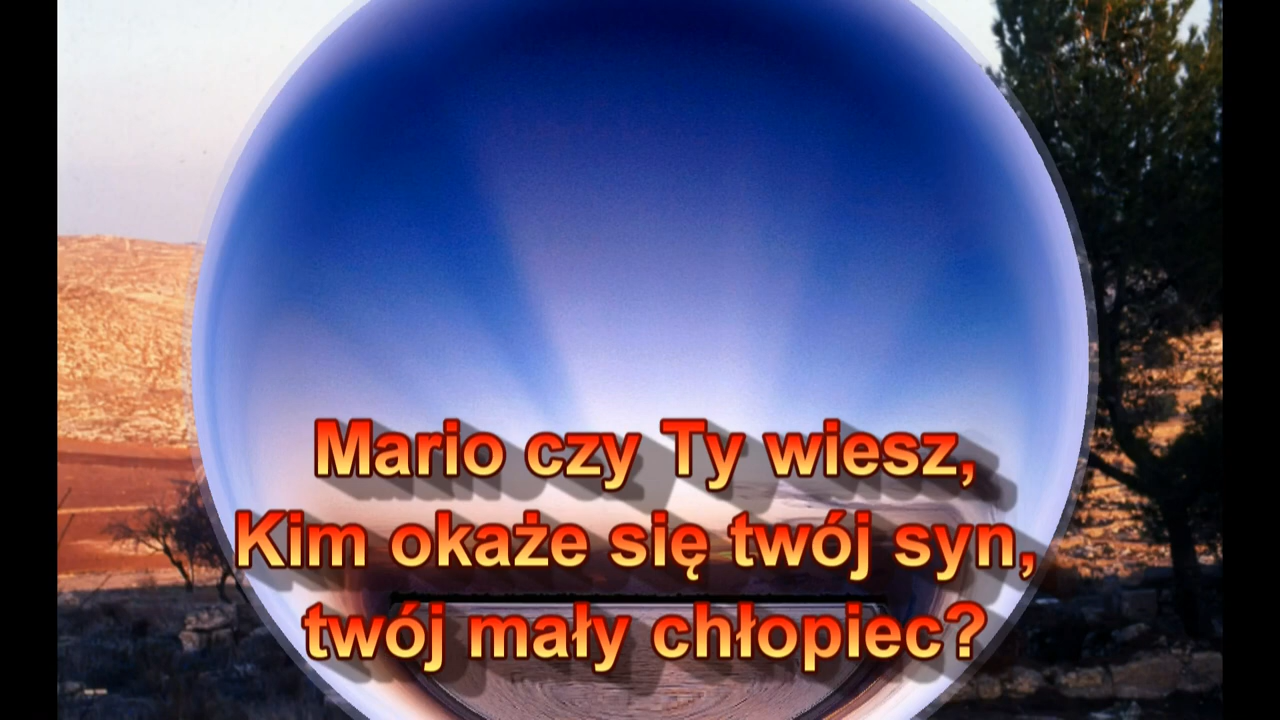 Mario czy Ty wiesz,
Kim okaże się twój syn,
twój mały chłopiec?